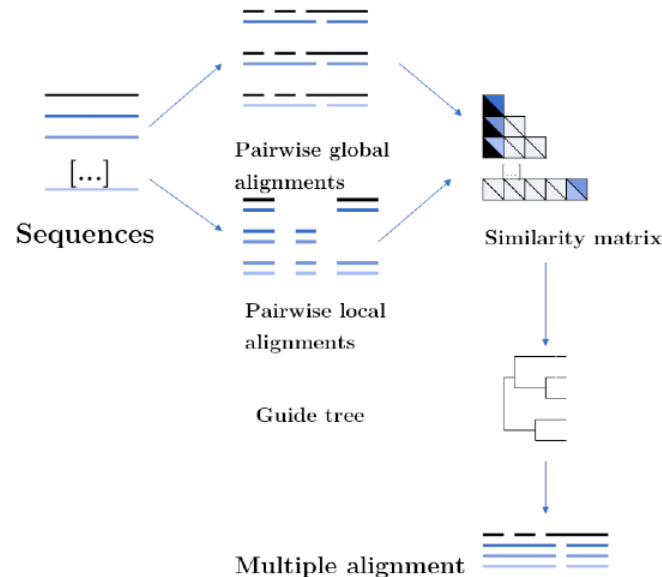 [...]
Sequences
Pairwise global
alignments
Pairwise local
alignments
[...]
Similarity matrix
Guide tree
Multiple alignment